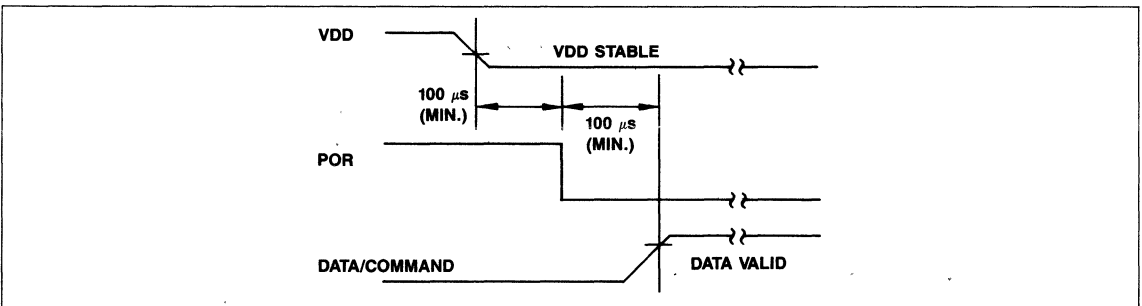 VDD
VDD STABLE
100 μs
(MIN.)
100 μs
(MIN.)
POR
DATA/COMMAND
DATA VALID